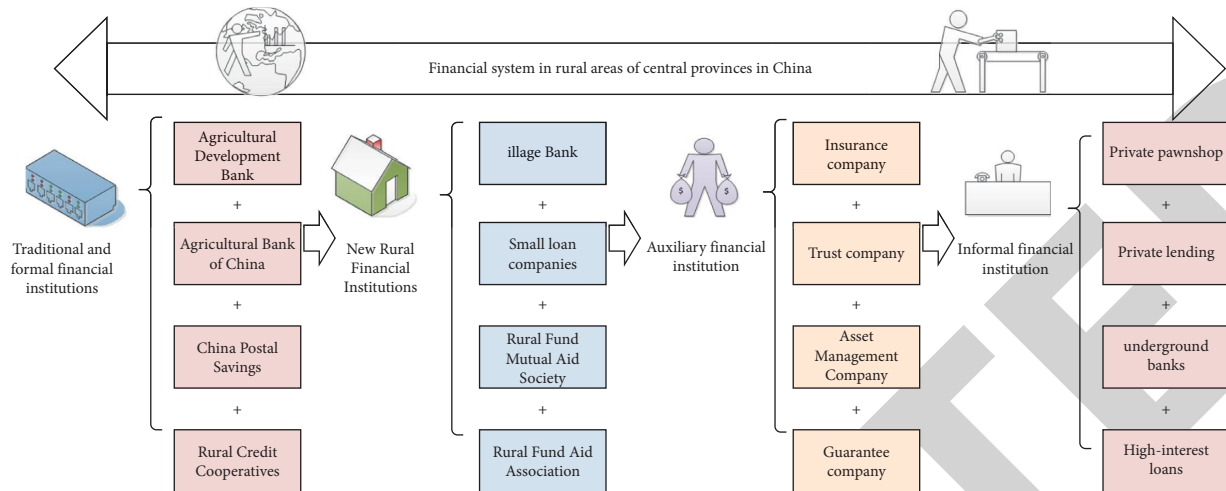 Financial system in rural areas of central provinces in China
Traditional and
formal financial
institutions
Agricultural
Development
Bank
+
Agricultural Bank
of China
+
China Postal
Savings
+
Rural Credit
Cooperatives
New Rural
Financial
Institutions
illage Bank
+
Small loan
companies
+
Rural Fund
Mutual Aid
Society
+
Rural Fund Aid
Association
Auxiliary financial
institution
$ $
Insurance
company
+
Trust company
+
Asset
Management
Company
+
Guarantee
company
Informal financial
institution
Private pawnshop
+
Private lending
+
underground
banks
+
High-interest
loans